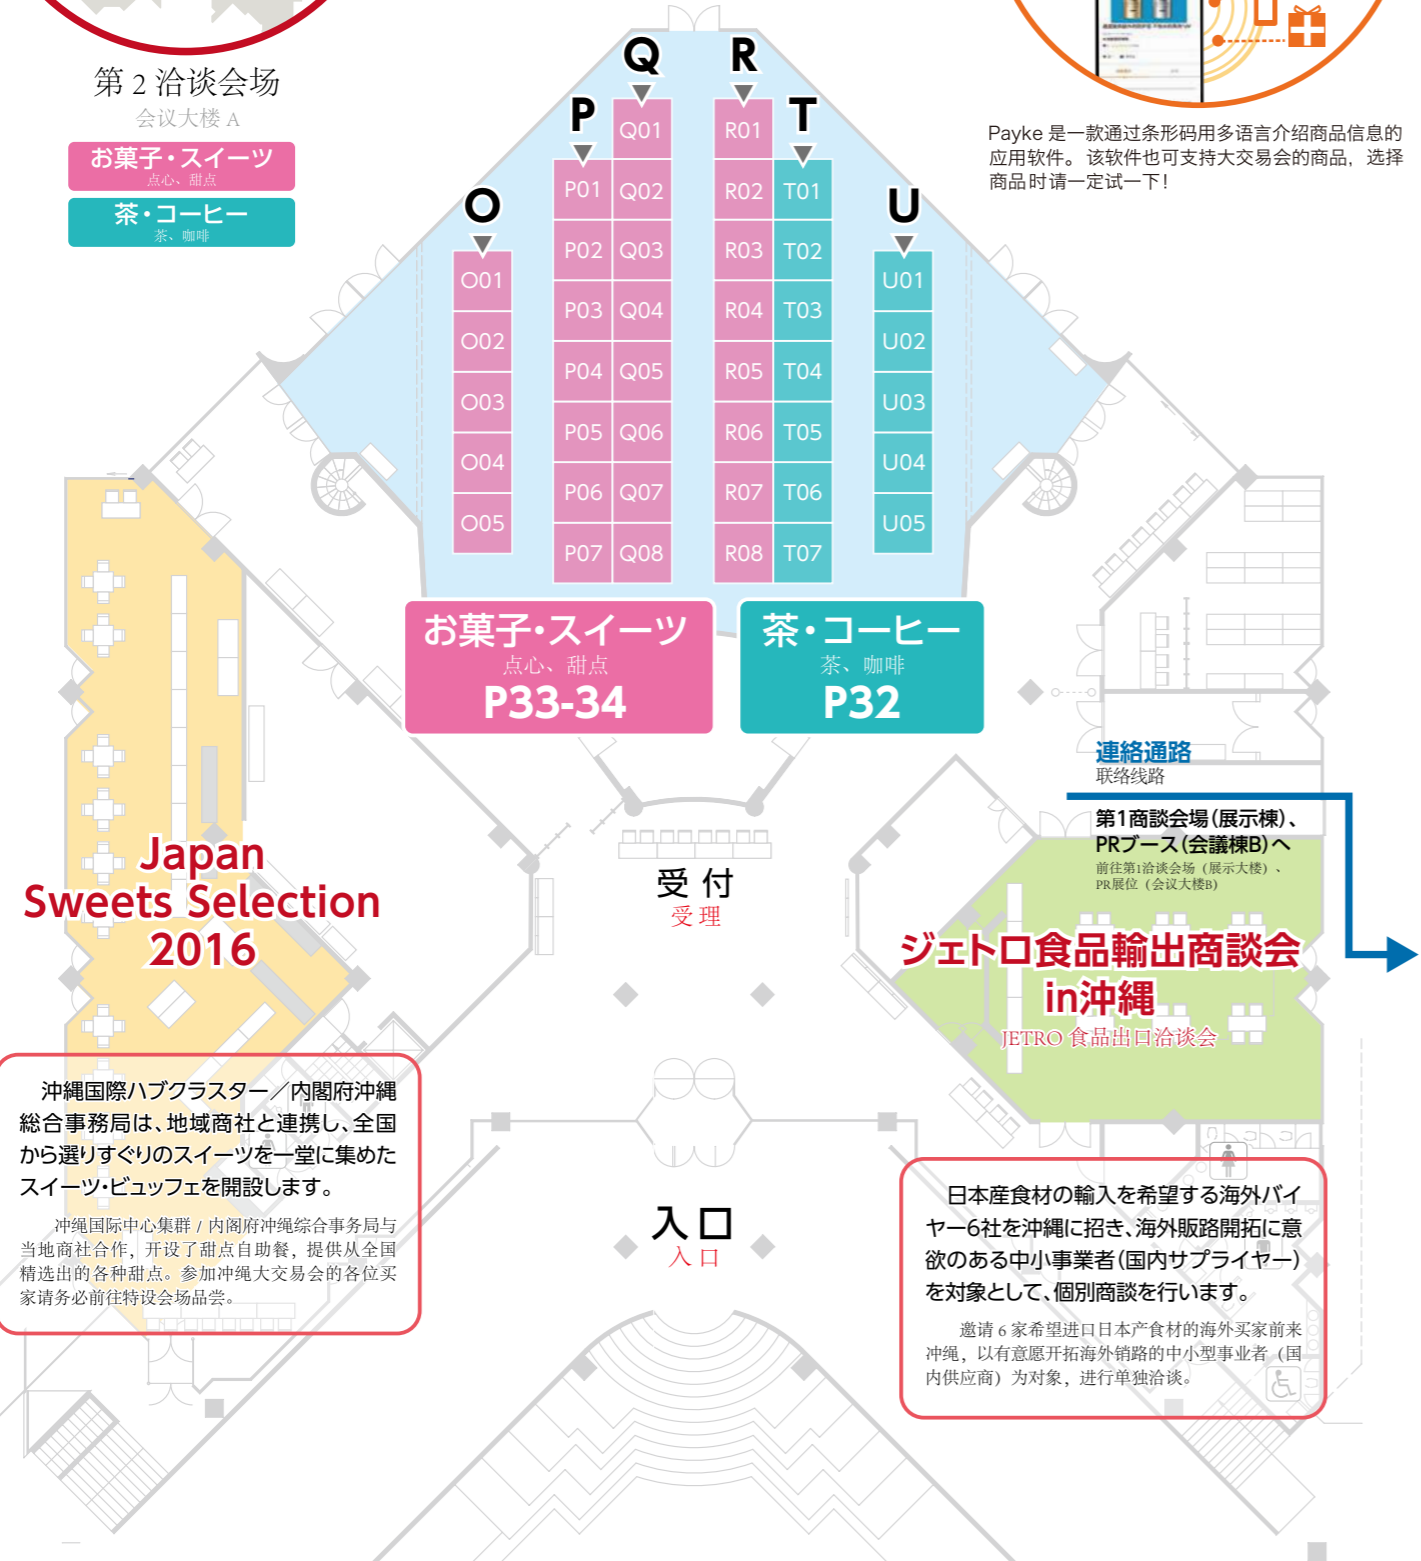 第 2 洽谈会场
会议大楼 A
お菓子・スイーツ
点心、甜点
茶・コーヒー
茶、咖啡
Payke 是一款通过条形码用多语言介绍商品信息的
应用软件。该软件也可支持大交易会的商品，选择
商品时请一定试一下！
O
P
Q
R
T
U
O01
O02
O03
O04
O05
P01
P02
P03
P04
P05
P06
P07
Q01
Q02
Q03
Q04
Q05
Q06
Q07
Q08
R01
R02
R03
R04
R05
R06
R07
R08
T01
T02
T03
T04
T05
T06
T07
U01
U02
U03
U04
U05
お菓子・スイーツ
点心、甜点
P33-34
茶・コーヒー
茶、咖啡
P32
連絡通路
联络线路
第1商談会場（展示棟）、
PRブース（会議棟B）へ
前往第1洽谈会场（展示大楼）、
PR展位（会议大楼B）
Japan
Sweets Selection
2016
受 付
受 理
ジェトロ食品輸出商談会
in沖縄
JETRO 食品出口洽谈会
沖縄国際ハブクラスター／内閣府沖縄
総合事務局は、地域商社と連携し、全国
から選りすぐりのスイーツを一堂に集めた
スイーツ・ビュッフェを開設します。
冲绳国际中心集群 / 内阁府冲绳综合事务局与
当地商社合作，开设了甜点自助餐，提供从全国
精选出的各种甜点。参加冲绳大交易会的各位买
家请务必前往特设会场品尝。
入口
入口
日本産食材の輸入を希望する海外バイ
ヤー6社を沖縄に招き、海外販路開拓に意
欲のある中小事業者（国内サプライヤー）
を対象として、個別商談を行います。
邀请 6 家希望进口日本产食材的海外买家前来
冲绳，以有意愿开拓海外销路的中小型事业者（国
内供应商）为对象，进行单独洽谈。